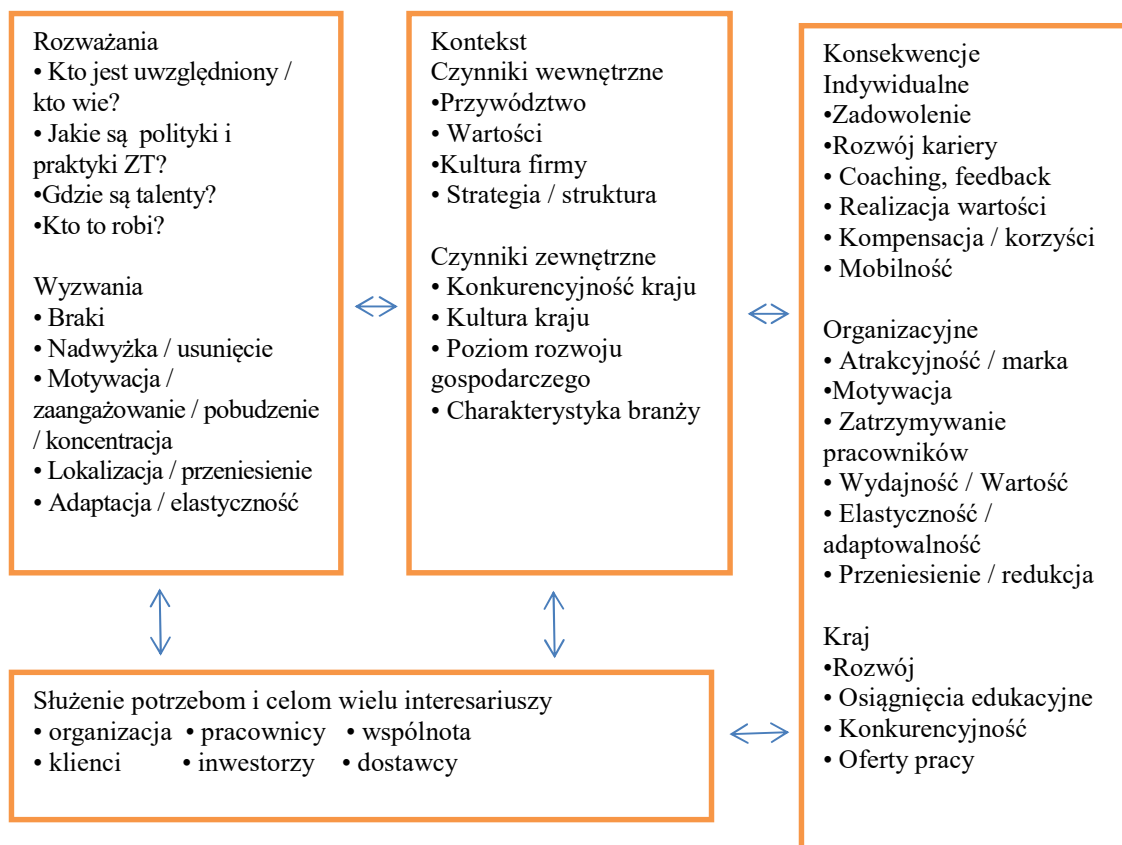 Rozważania
• Kto jest uwzględniony /
kto wie?
• Jakie są polityki i
praktyki ZT?
•Gdzie są talenty?
•Kto to robi?
Wyzwania
• Braki
• Nadwyżka / usunięcie
• Motywacja /
zaangażowanie / pobudzenie
/ koncentracja
• Lokalizacja / przeniesienie
• Adaptacja / elastyczność
Kontekst
Czynniki wewnętrzne
•Przywództwo
• Wartości
•Kultura firmy
• Strategia / struktura
Czynniki zewnętrzne
• Konkurencyjność kraju
• Kultura kraju
• Poziom rozwoju
gospodarczego
• Charakterystyka branży
Konsekwencje
Indywidualne
•Zadowolenie
•Rozwój kariery
• Coaching, feedback
• Realizacja wartości
• Kompensacja / korzyści
• Mobilność
Organizacyjne
• Atrakcyjność / marka
•Motywacja
• Zatrzymywanie
pracowników
• Wydajność / Wartość
• Elastyczność /
adaptowalność
• Przeniesienie / redukcja
Kraj
•Rozwój
• Osiągnięcia edukacyjne
• Konkurencyjność
• Oferty pracy
Służenie potrzebom i celom wielu interesariuszy
• organizacja • pracownicy • wspólnota
• klienci • inwestorzy • dostawcy